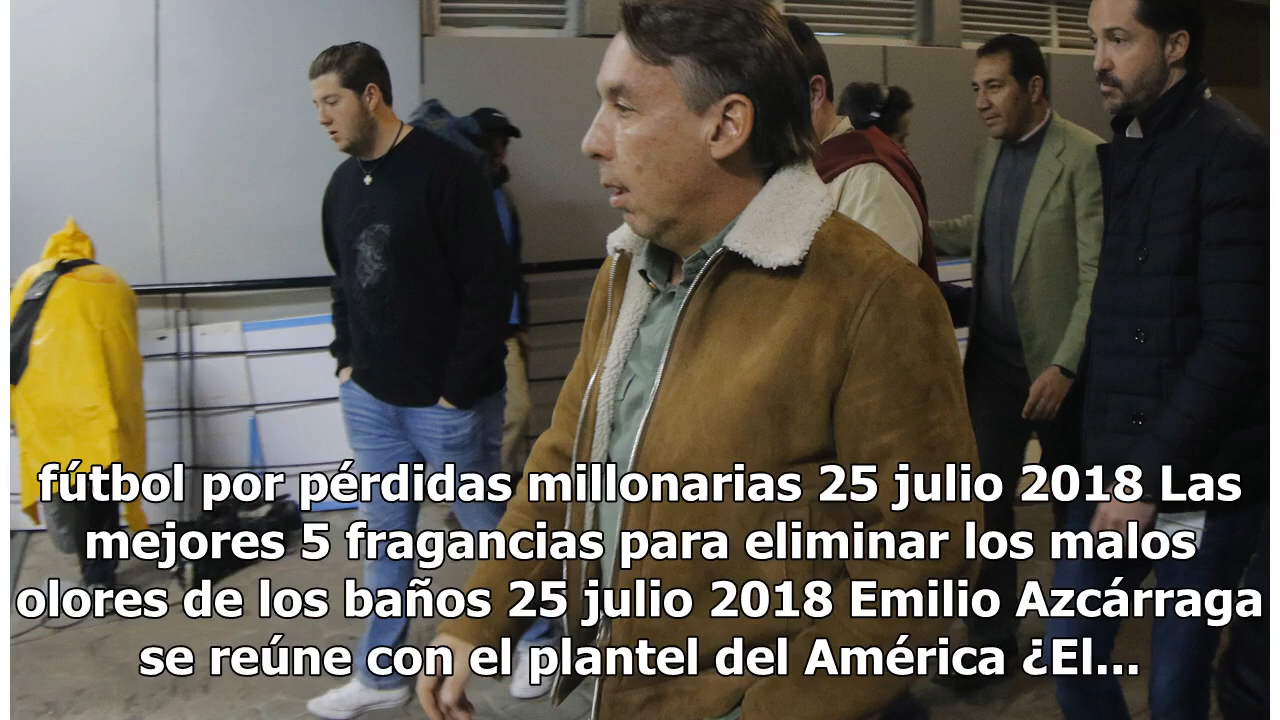 fútbol por pérdidas millonarias 25 julio 2018 Las
mejores 5 fragancias para eliminar los malos
olores de los baños 25 julio 2018 Emilio Azcárraga
se reúne con el plantel del América ¿El...